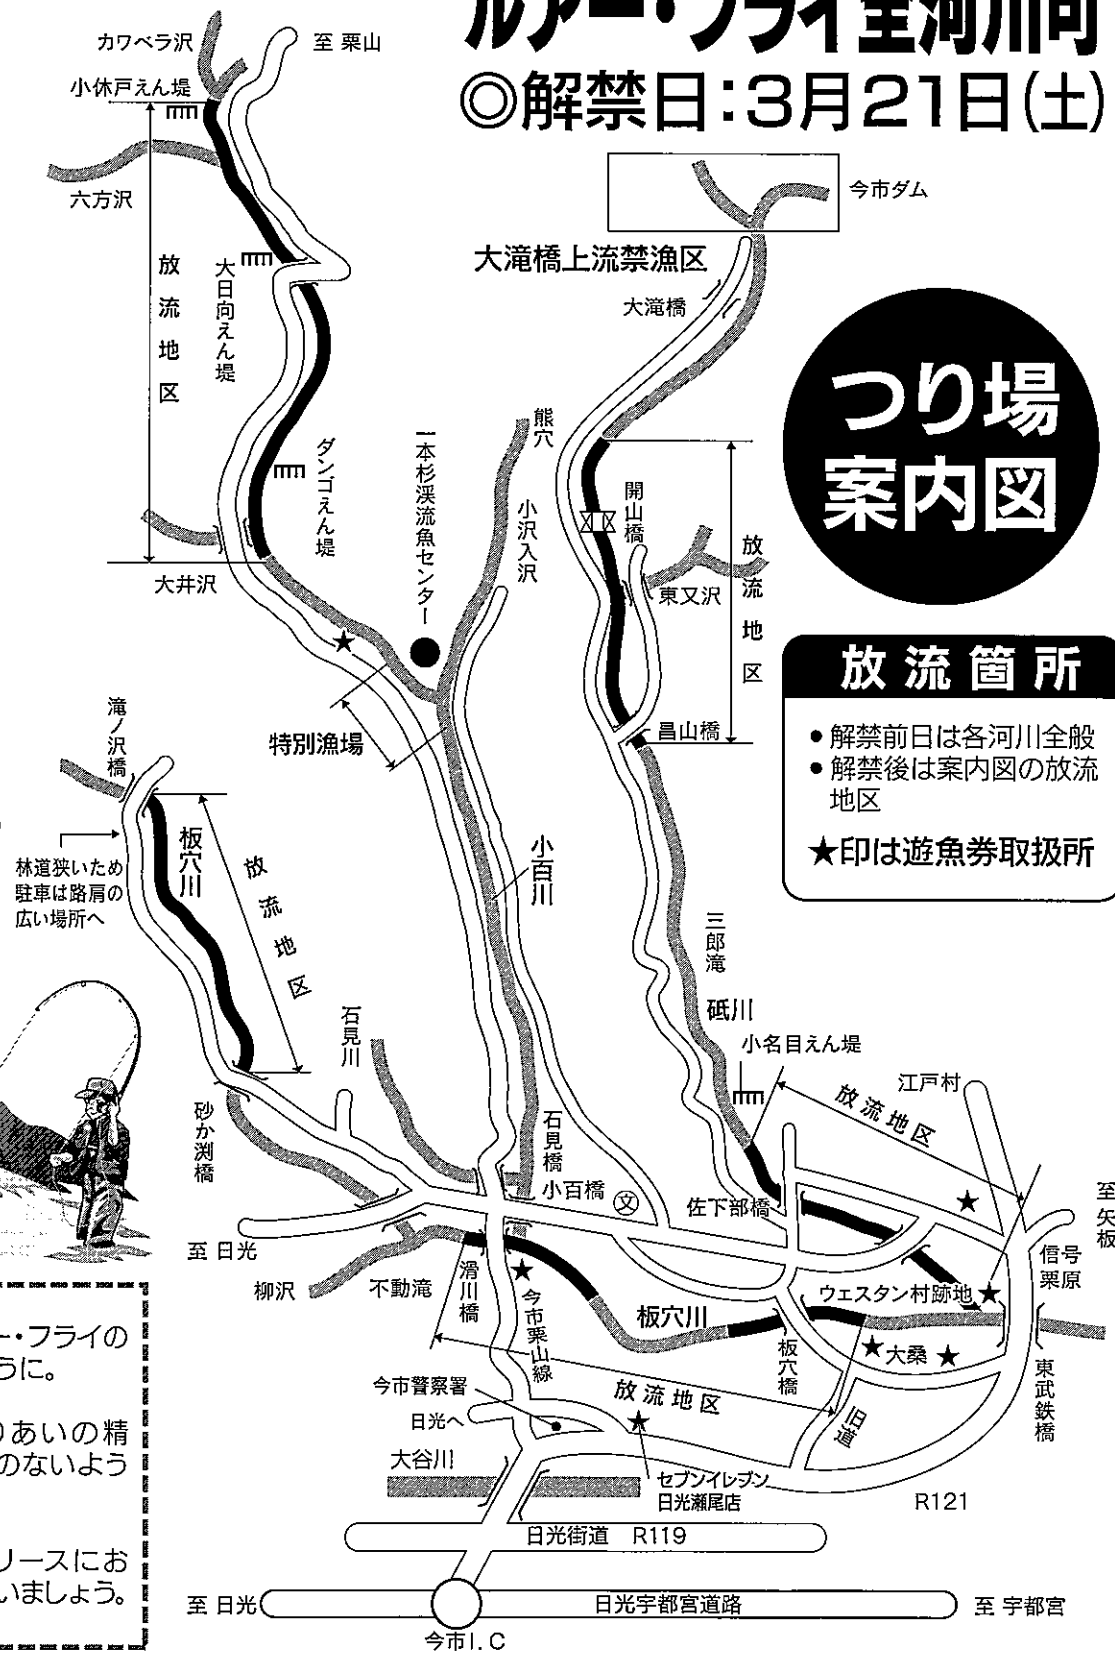 ルアー・フライ全河川可
◎解禁日:3月21日(土)
カワベラ沢
至 栗山
小休戸えん堤
六方沢
放流地区
大日向えん堤
ダンゴえん堤
大井沢
一本杉渓流魚センター
熊穴
小沢入沢
今市ダム
大滝橋上流禁漁区
大滝橋
つり場
案内図
開山橋
東又沢
放流地区
昌山橋
放流箇所
●解禁前日は各河川全般
●解禁後は案内図の放流
地区
★印は遊魚券取扱所
特別漁場
滝ノ沢橋
林道狭いため
駐車は路肩の
広い場所へ
板穴川
放流地区
小百川
三郎滝
砥川
小名目えん堤
放流地区
江戸村
石見川
砂か渕橋
石見橋
小百橋
文
佐下部橋
至矢板
至 日光
信号
栗原
柳沢
不動滝
滑川橋
今市栗山線
板穴川
ウェスタン村跡地
板穴橋
大桑
東武鉄橋
放流地区
旧道
今市警察署
日光へ
大谷川
セブンイレブン
日光瀬尾店
R121
日光街道 R119
至 日光
日光宇都宮道路
至 宇都宮
今市I.C
ー・フライの
うに。
りあいの精
のないよう
リースにお
いましょう。